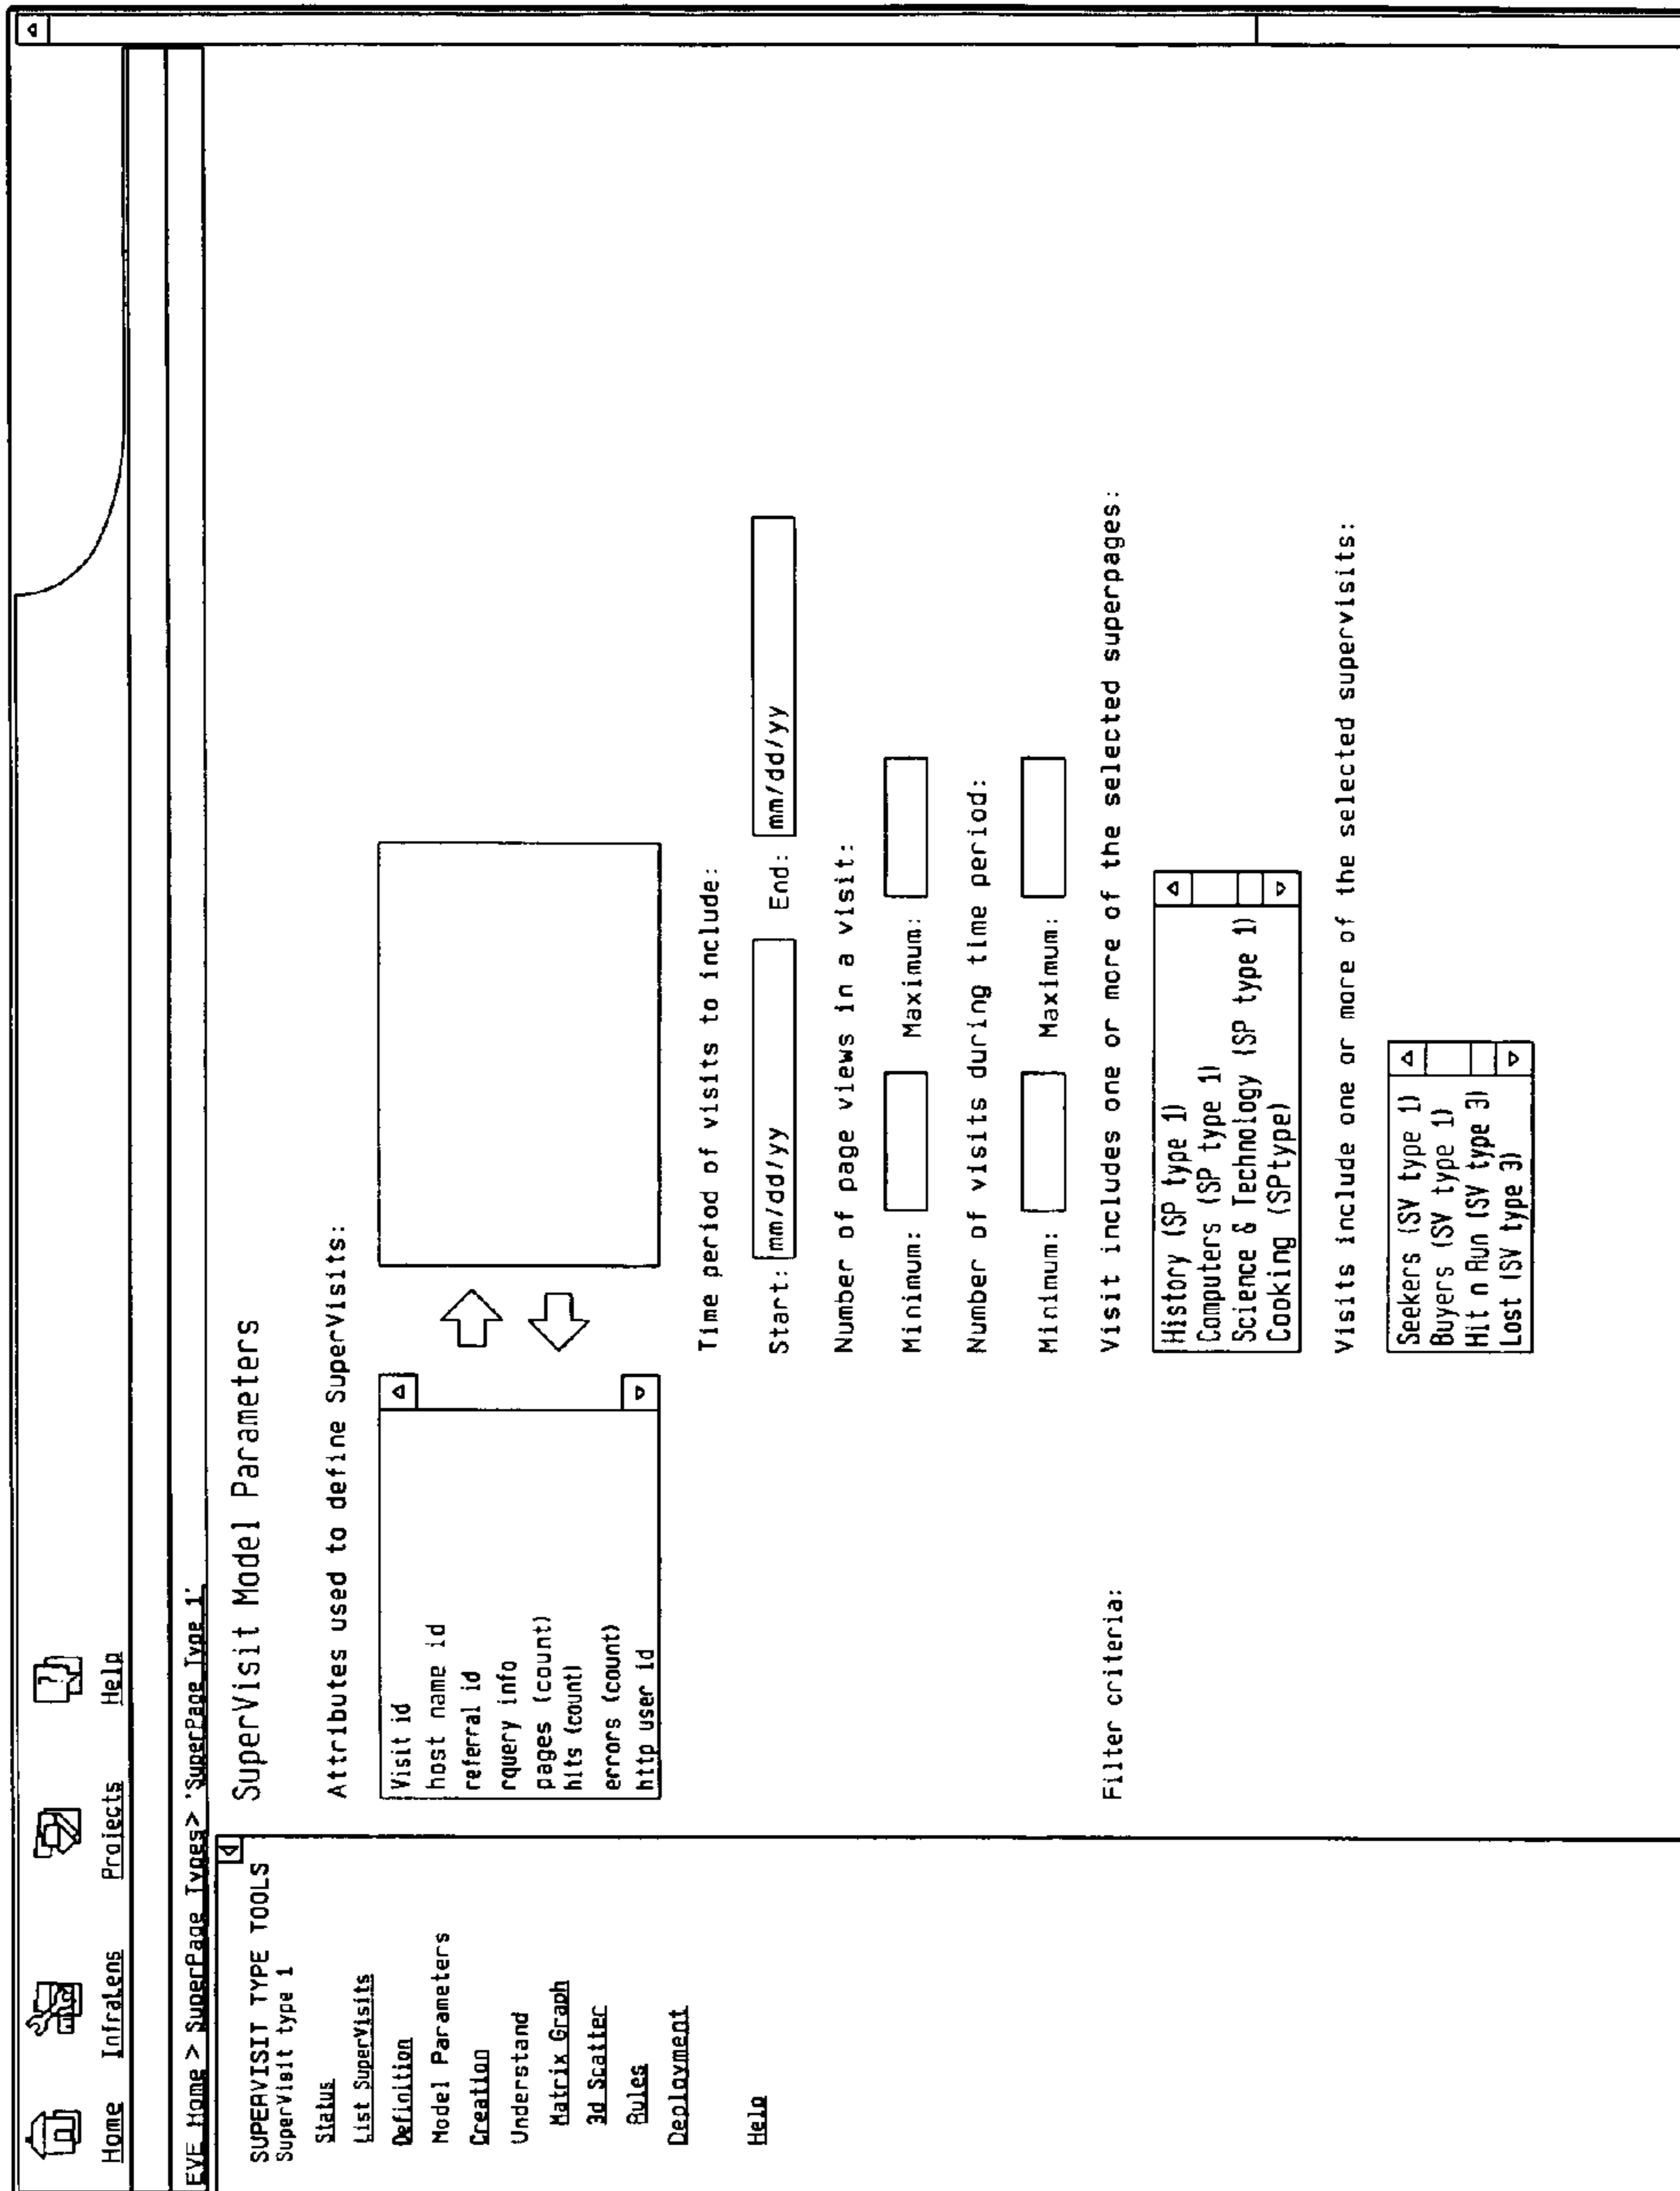 Home Infralens Projects Help
EVE Home > SuperPage Types> 'SuperPage Type 1'
SUPERVISIT TYPE TOOLS
SuperVisit type 1
Status
List SuperVisits
Definition
Model Parameters
Creation
Understand
Matrix Graph
3d Scatter
Rules
Deployment
Help
SuperVisit Model Parameters
Attributes used to define SuperVisits:
Visit id
host name id
referral id
rquery info
pages (count)
hits (count)
errors (count)
http user id
Filter criteria:
Time period of visits to include:
Start: mm/dd/yy End: mm/dd/yy
Number of page views in a visit:
Minimum: Maximum:
Number of visits during time period:
Minimum: Maximum:
Visit includes one or more of the selected superpages:
History (SP type 1)
Computers (SP type 1)
Science & Technology (SP type 1)
Cooking (SPtype)
Visits include one or more of the selected supervisits:
Seekers (SV type 1)
Buyers (SV type 1)
Hit n Run (SV type 3)
Lost (SV type 3)